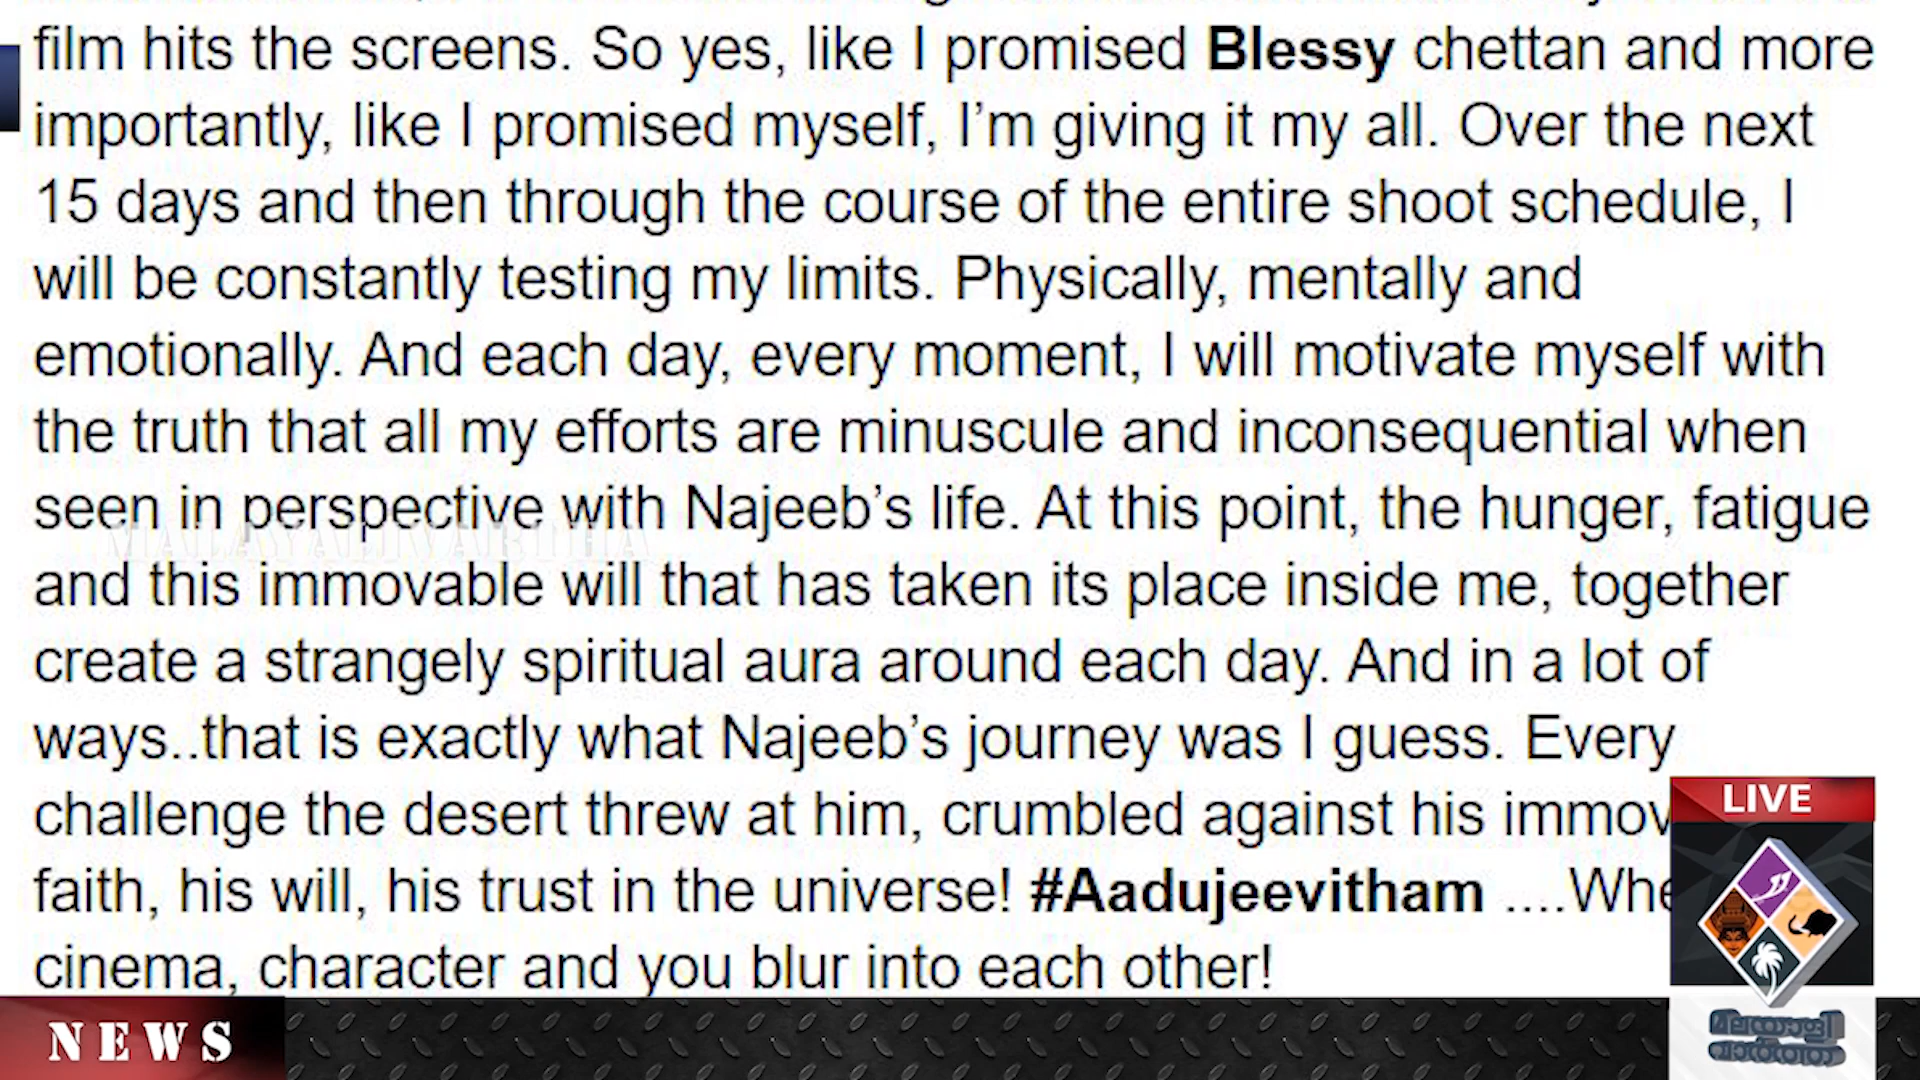 film hits the screens. So yes, like I promised Blessy chettan and more
importantly, like I promised myself, I’m giving it my all. Over the next
15 days and then through the course of the entire shoot schedule, I
will be constantly testing my limits. Physically, mentally and
emotionally. And each day, every moment, I will motivate myself with
the truth that all my efforts are minuscule and inconsequential when
seen in perspective with Najeeb’s life. At this point, the hunger, fatigue
MALAYALIVARTHA
and this immovable will that has taken its place inside me, together
create a strangely spiritual aura around each day. And in a lot of
ways..that is exactly what Najeeb’s journey was I guess. Every
challenge the desert threw at him, crumbled against his immov
faith, his will, his trust in the universe! #Aadujeevitham ....Whe
cinema, character and you blur into each other!
LIVE
NEWS
മലയാളി
വാർത്ത